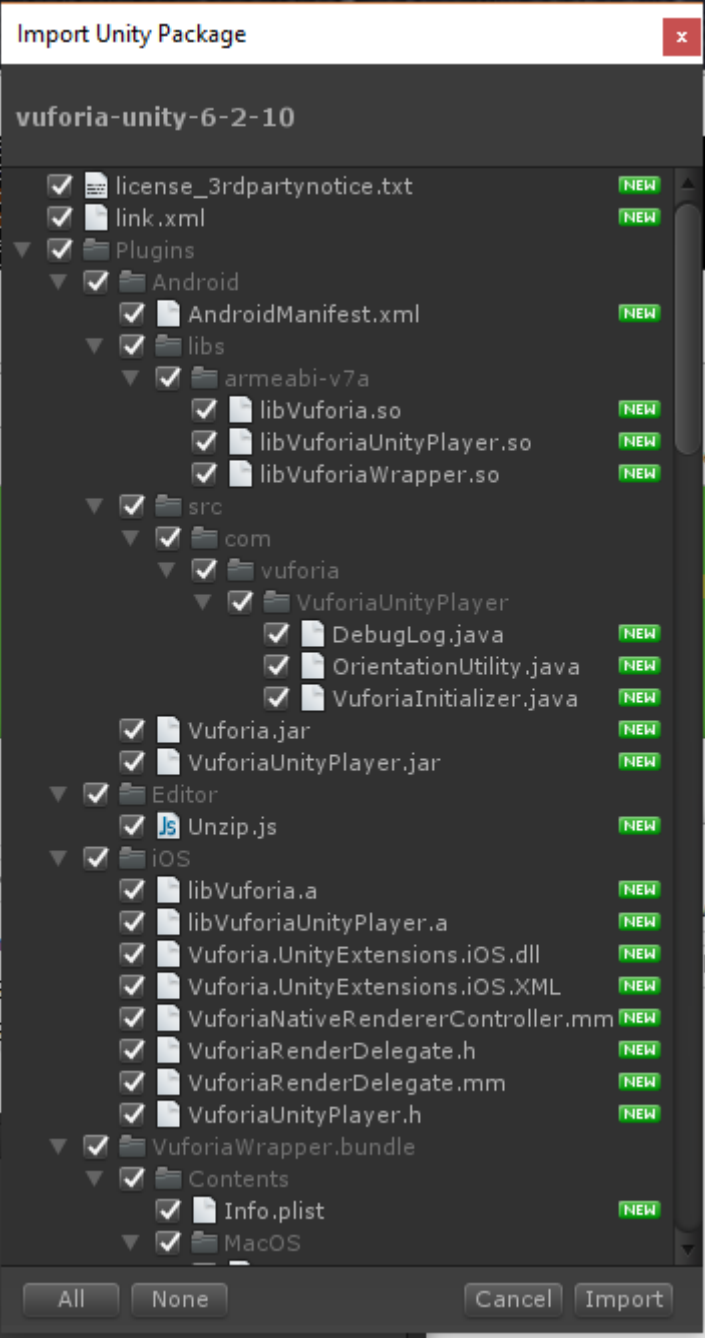 Import Unity Package
x
vuforia-unity-6-2-10
license_3rdpartynotice.txt NEW
link.xml NEW
Plugins
Android
AndroidManifest.xml NEW
libs
armeabi-v7a
libVuforia.so NEW
libVuforiaUnityPlayer.so NEW
libVuforiaWrapper.so NEW
src
com
vuforia
VuforiaUnityPlayer
DebugLog.java NEW
OrientationUtility.java NEW
VuforiaInitializer.java NEW
Vuforia.jar NEW
VuforiaUnityPlayer.jar NEW
Editor
Js Unzip.js NEW
iOS
libVuforia.a NEW
libVuforiaUnityPlayer.a NEW
Vuforia.UnityExtensions.iOS.dll NEW
Vuforia.UnityExtensions.iOS.XML NEW
VuforiaNativeRendererController.mm NEW
VuforiaRenderDelegate.h NEW
VuforiaRenderDelegate.mm NEW
VuforiaUnityPlayer.h NEW
VuforiaWrapper.bundle
Contents
Info.plist NEW
MacOS
All None Cancel Import